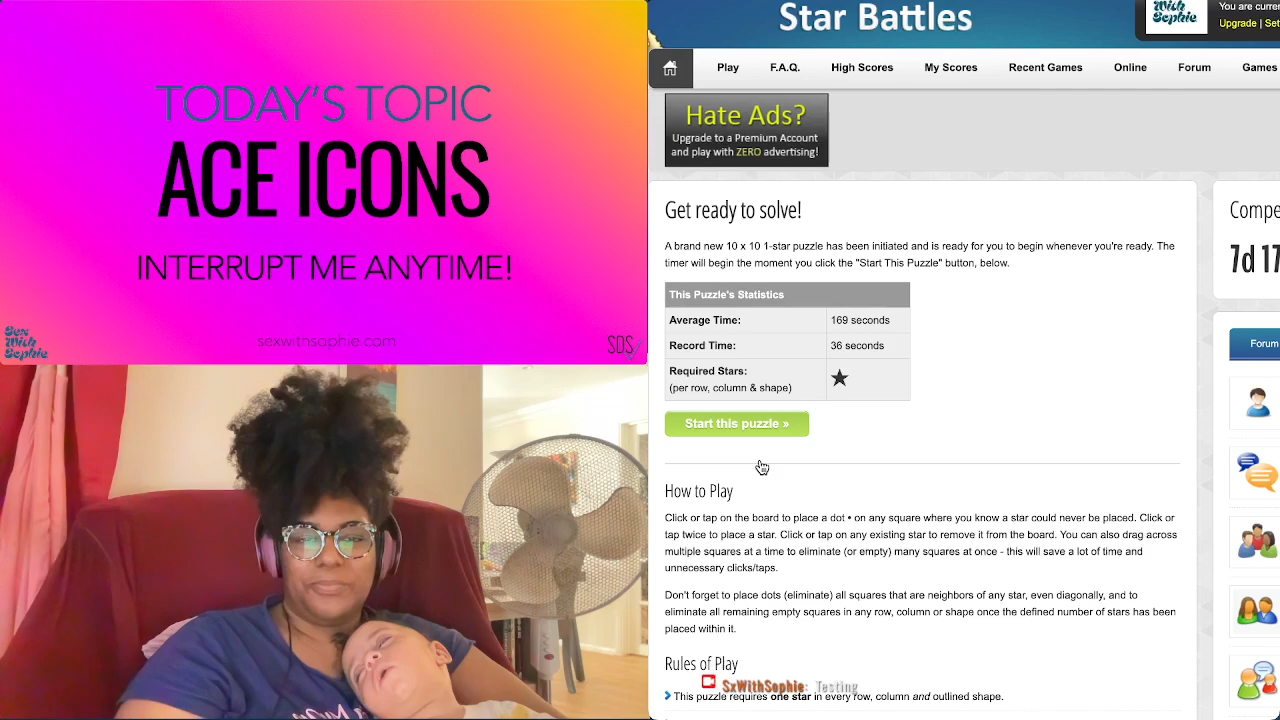 TODAY'S TOPIC
ACE ICONS
INTERRUPT ME ANYTIME!
Sex
With
Sophie
sexwithsophie.com
SDS
Star Battles
With
Sophie
You are curre
Upgrade | Set
Play F.A.Q. High Scores My Scores Recent Games Online Forum Games
Hate Ads?
Upgrade to a Premium Account
and play with ZERO advertising!
Get ready to solve!
A brand new 10 x 10 1-star puzzle has been initiated and is ready for you to begin whenever you're ready. The
timer will begin the moment you click the "Start This Puzzle" button, below.
This Puzzle's Statistics
Average Time: 169 seconds
Record Time: 36 seconds
Required Stars:
(per row, column & shape)
Start this puzzle »
How to Play
Click or tap on the board to place a dot • on any square where you know a star could never be placed. Click or
tap twice to place a star. Click or tap on any existing star to remove it from the board. You can also drag across
multiple squares at a time to eliminate (or empty) many squares at once - this will save a lot of time and
unnecessary clicks/taps.
Don't forget to place dots (eliminate) all squares that are neighbors of any star, even diagonally, and to
eliminate all remaining empty squares in any row, column or shape once the defined number of stars has been
placed within it.
Rules of Play
SxWithSophie: Testing
This puzzle requires one star in every row, column and outlined shape.
Compe
7d 17
Forum